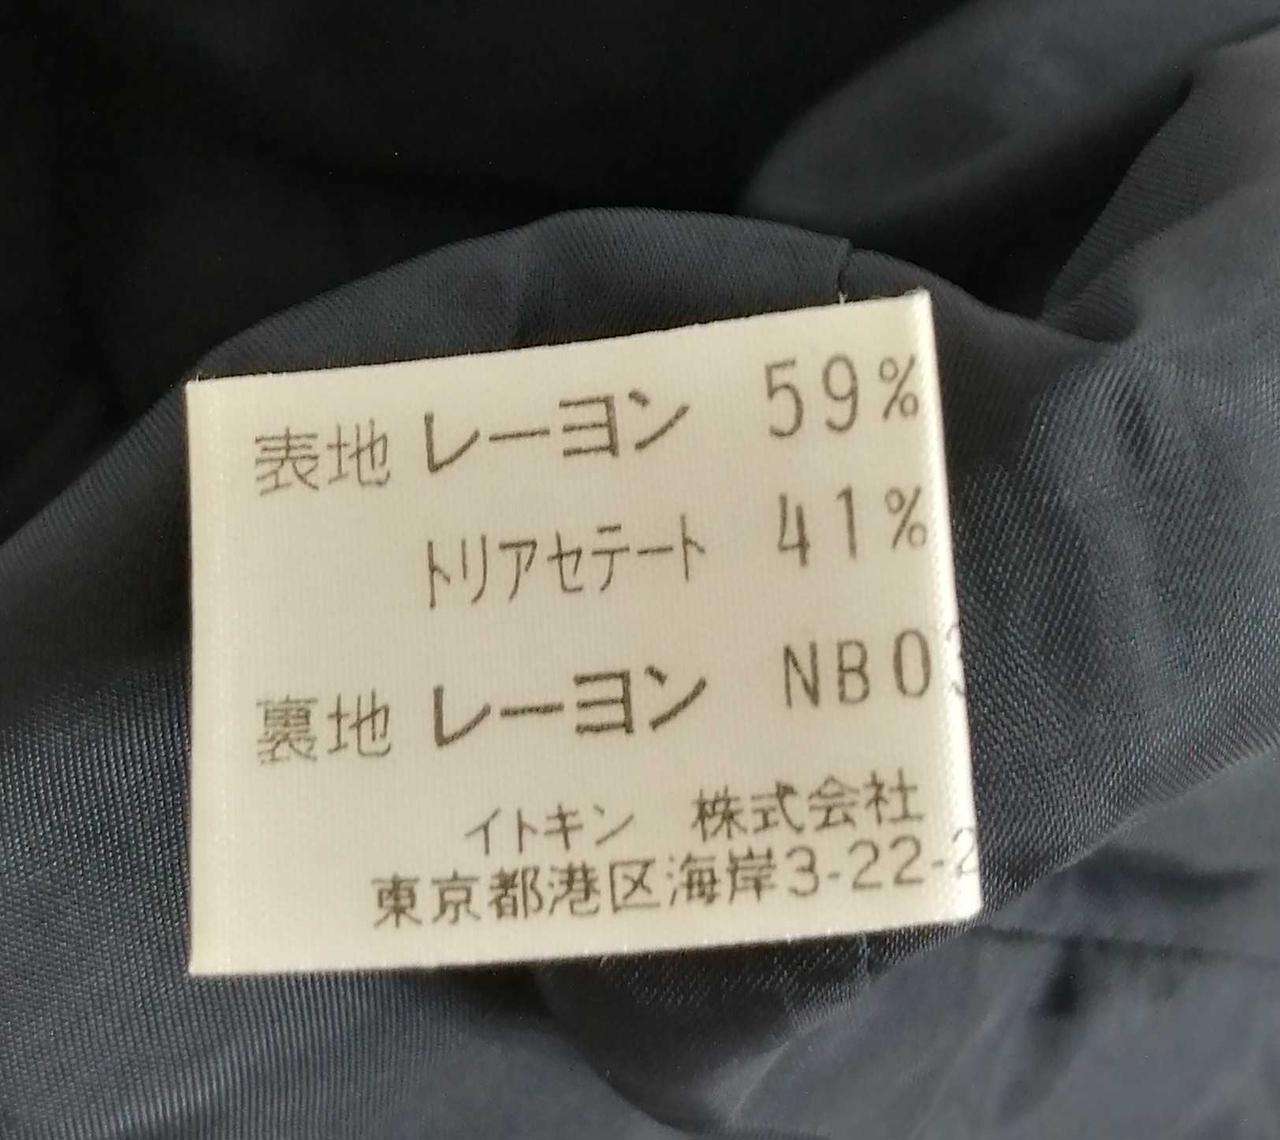 表地 レーヨン 59%
トリアセテート 41%
裏地 レーヨン NB03
イトキン 株式会社
東京都港区海岸3-22-2